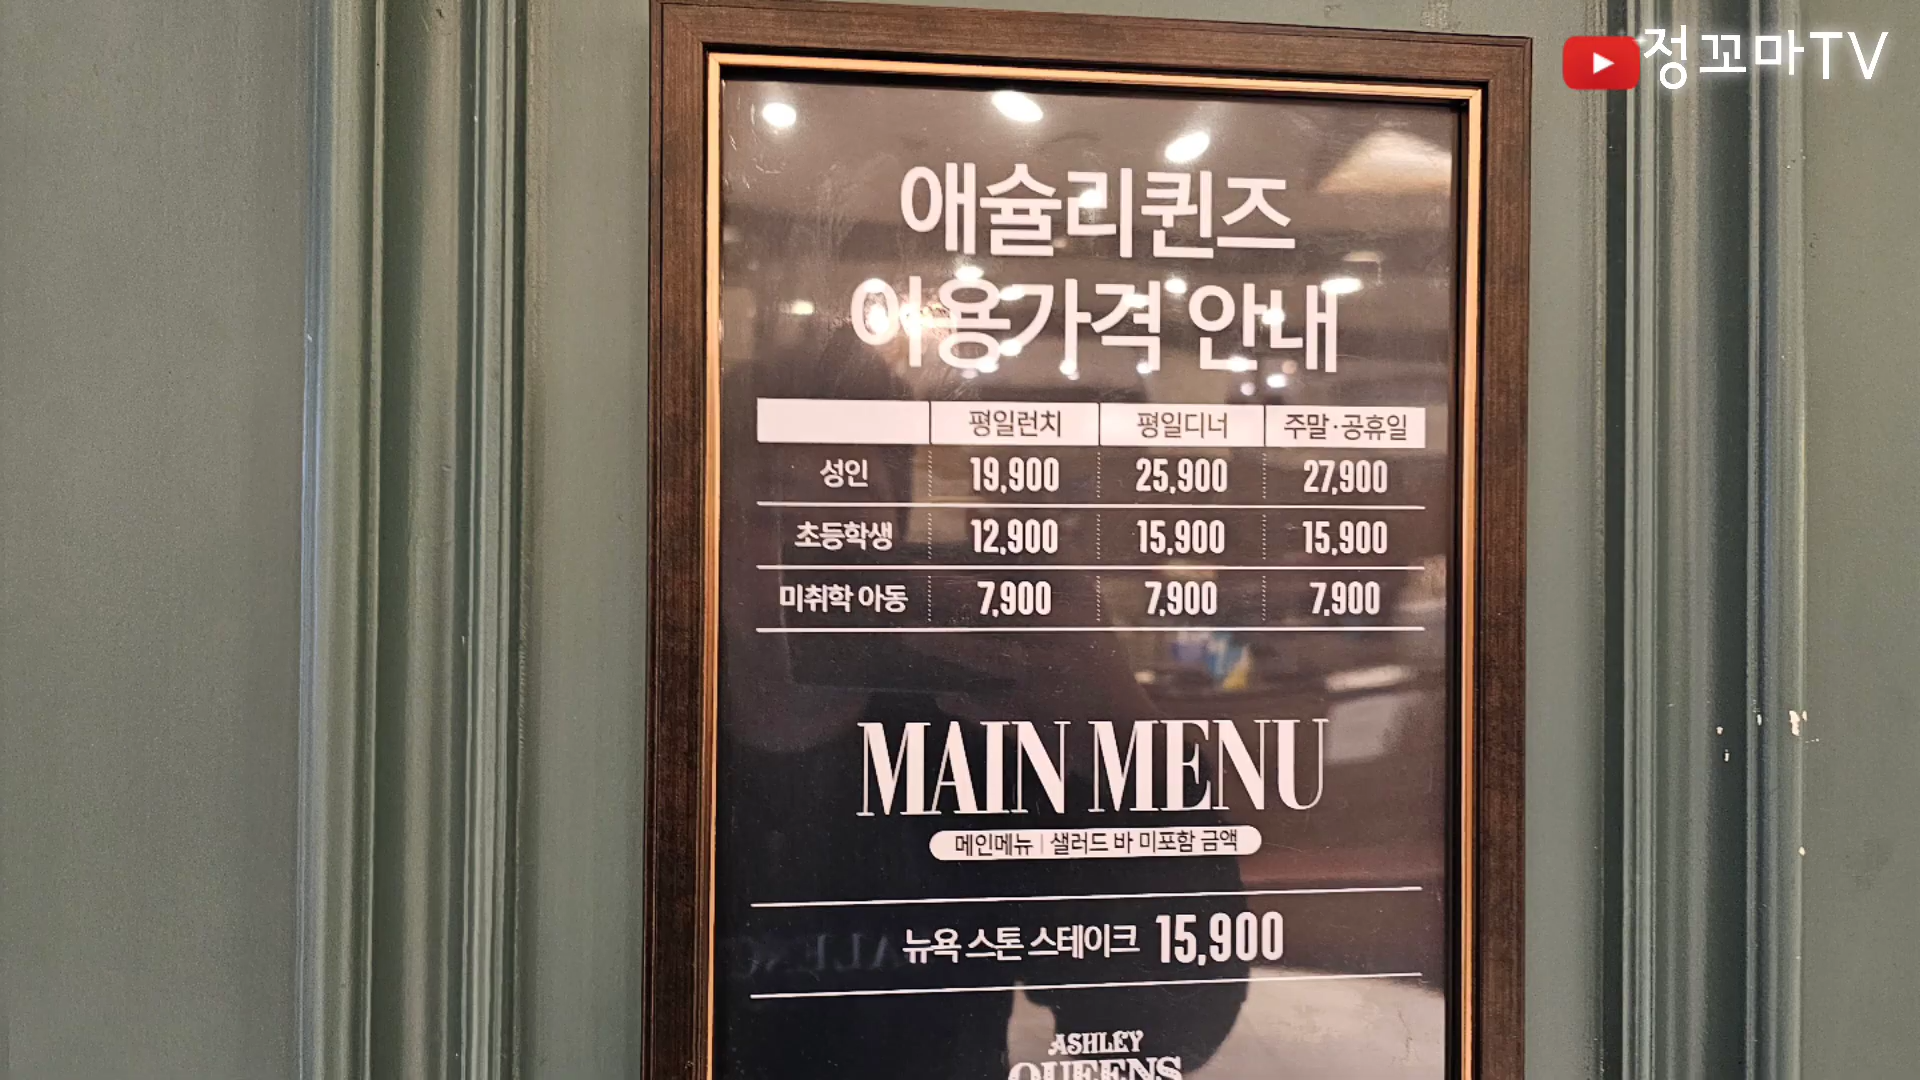 정꼬마TV
애슐리퀸즈
이용가격 안내
평일런치 평일디너 주말·공휴일
성인 19,900 25,900 27,900
초등학생 12,900 15,900 15,900
미취학 아동 7,900 7,900 7,900
MAIN MENU
메인메뉴 | 샐러드 바 미포함 금액
뉴욕 스톤 스테이크 15,900
ASHLEY
QUEENS